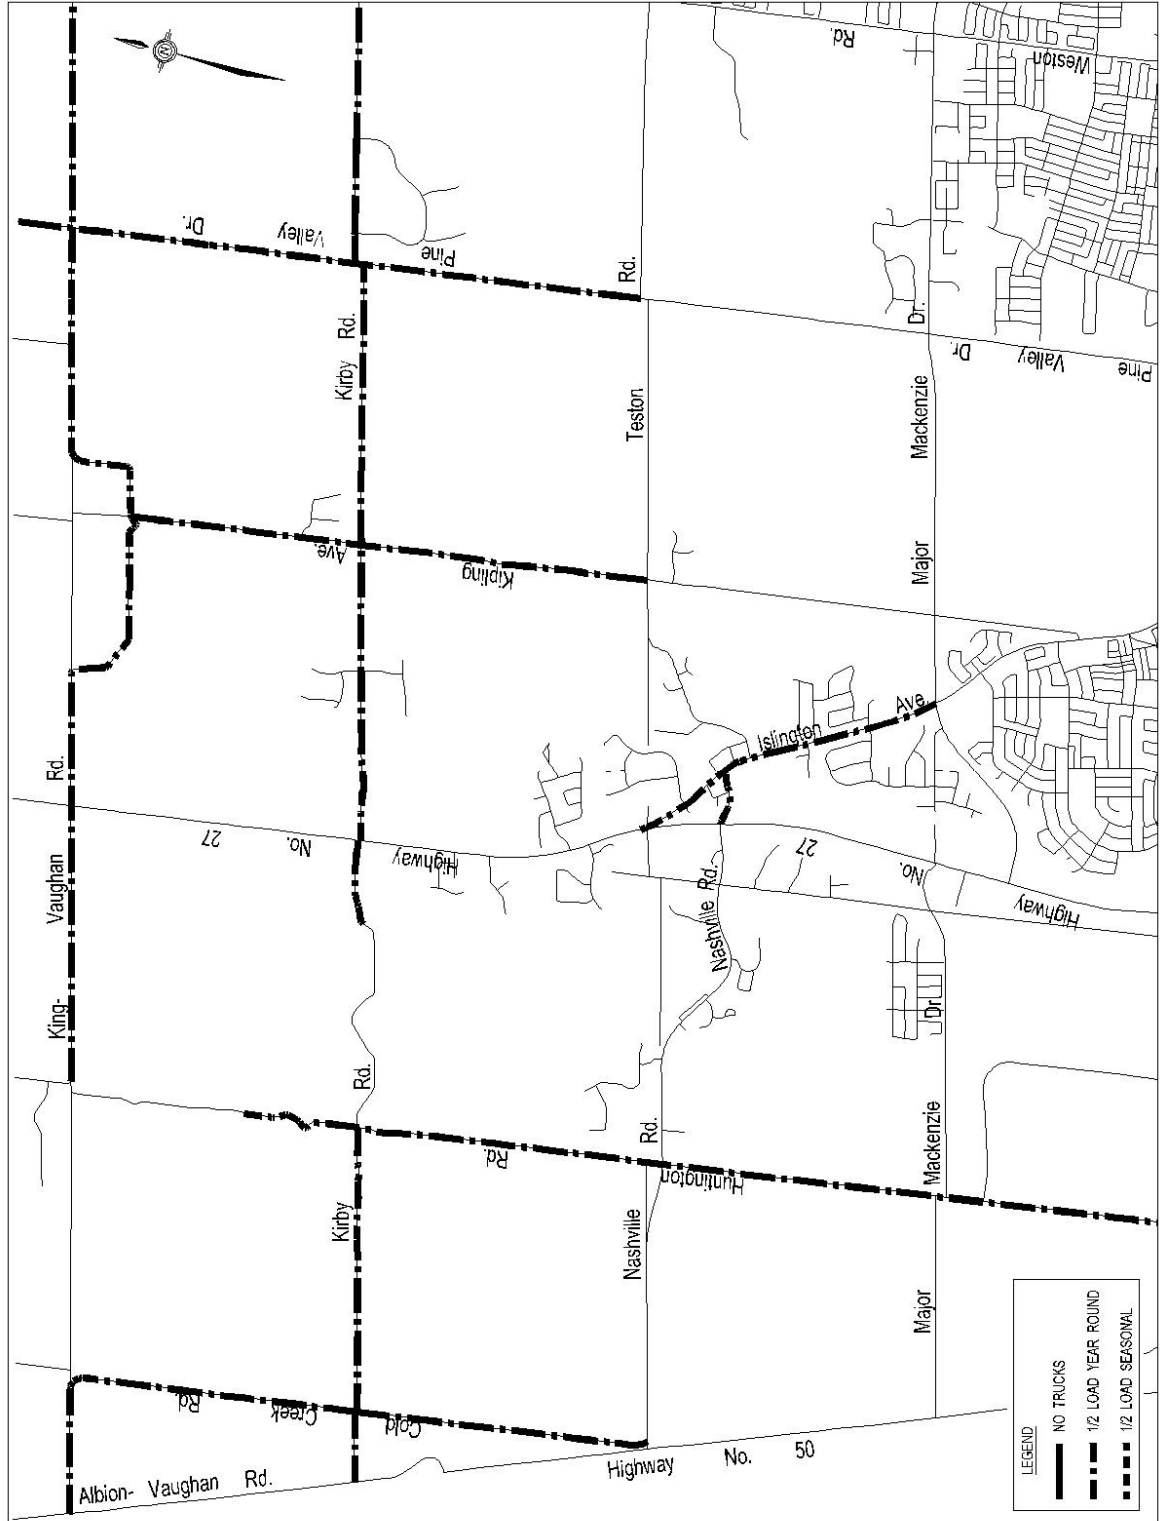 N
Rd.
Weston
Dr.
Valley
Pine
Rd.
Kirby
Rd.
Teston
Dr.
Mackenzie
Major
Dr.
Valley
Pine
Ave.
Kipling
Rd.
Vaughan
King-
27
No.
Highway
Islington
Ave.
27
No.
Highway
Nashville Rd.
Rd.
Kirby
Rd.
Huntington
Rd.
Nashville
Dr.
Mackenzie
Major
Rd.
Creek
Cold
Albion- Vaughan Rd.
Highway No. 50
LEGEND
NO TRUCKS
1/2 LOAD YEAR ROUND
1/2 LOAD SEASONAL